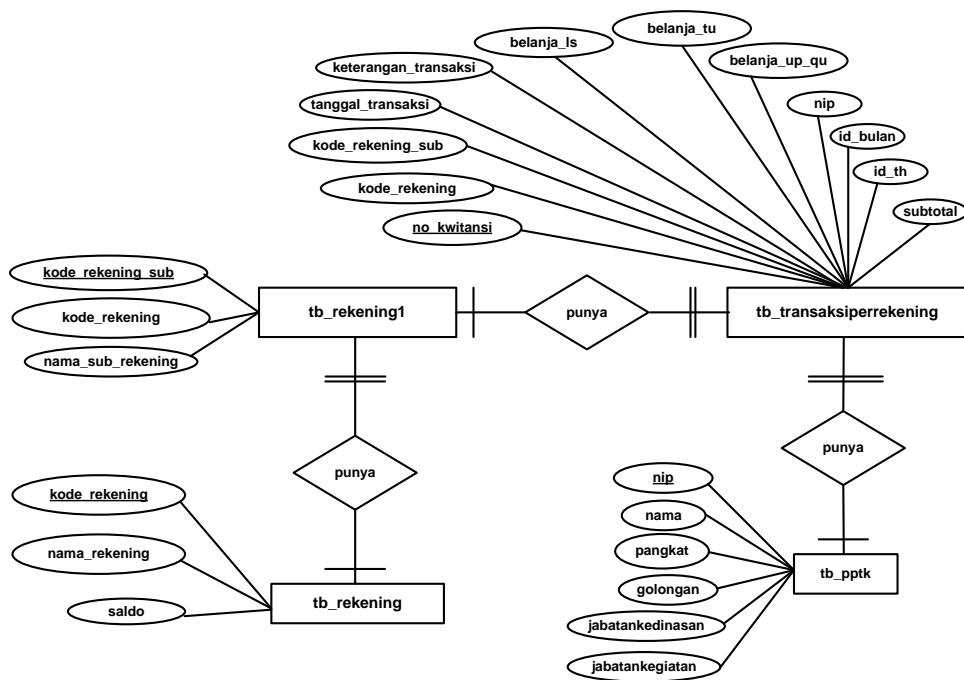 belanja_tu
belanja_ls
belanja_up_qu
keterangan_transaksi
nip
tanggal_transaksi
id_bulan
kode_rekening_sub
id_th
kode_rekening
subtotal
no_kwitansi
kode_rekening_sub
tb_rekening1
punya
tb_transaksiperrekening
kode_rekening
nama_sub_rekening
punya
punya
nip
kode_rekening
nama
nama_rekening
pangkat
tb_pptk
golongan
tb_rekening
saldo
jabatankedinasan
jabatankegiatan